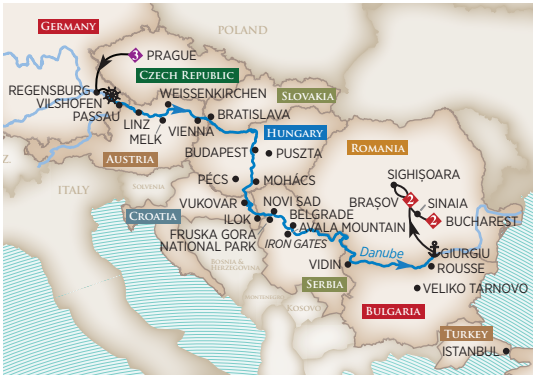 POLAND
GERMANY
3
PRAGUE
CZECH REPUBLIC
REGENSBURG
VILSHOFEN
PASSAU
WEISSENKIRCHEN
SLOVAKIA
LINZ
MELK
VIENNA
BRATISLAVA
HUNGARY
AUSTRIA
BUDAPEST
PUSZTA
ROMANIA
SIGHIŞOARA
ITALY
SLOVENIA
PÉCS
MOHÁCS
BRAŞOV
2
SINAIA
2
BUCHAREST
CROATIA
VUKOVAR
NOVI SAD
ILOK
BELGRADE
AVALA MOUNTAIN
FRUSKA GORA
NATIONAL PARK
IRON GATES
Danube
GIURGIU
ROUSSE
BOSNIA &
HERZEGOVINA
VIDIN
SERBIA
VELIKO TARNOVO
MONTENEGRO
KOSOVO
BULGARIA
TURKEY
ISTANBUL